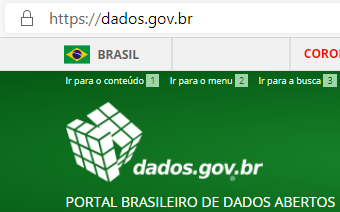 https://dados.gov.br
BRASIL
CORO
Ir para o conteúdo 1 Ir para o menu 2 Ir para a busca 3
dados.gov.br
PORTAL BRASILEIRO DE DADOS ABERTOS